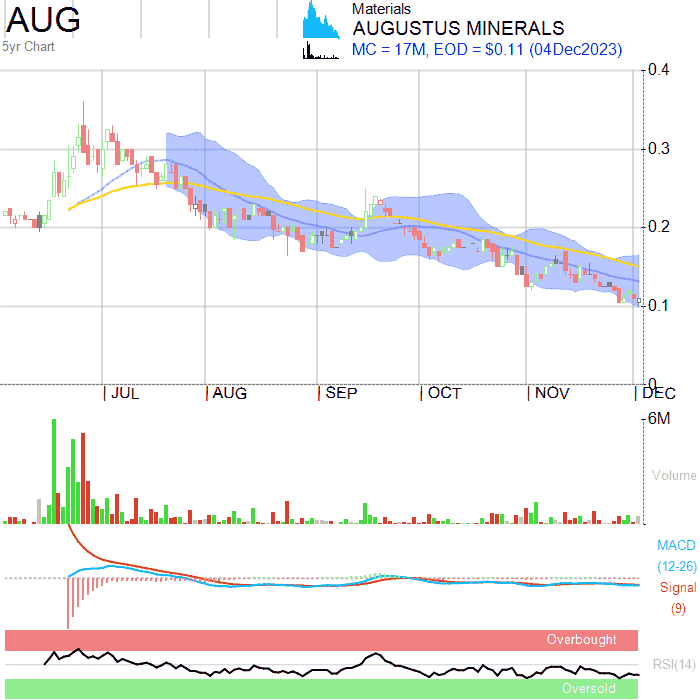 AUG
5yr Chart
Materials
AUGUSTUS MINERALS
MC = 17M, EOD = $0.11 (04Dec2023)
0.4
0.3
0.2
0.1
0
JUL AUG SEP OCT NOV DEC
6M
Volume
MACD
(12-26)
Signal
(9)
Overbought
RSI(14)
Oversold